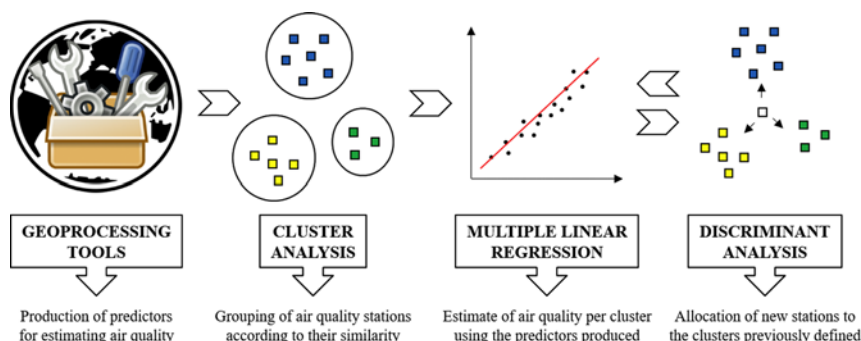 GEOPROCESSING
TOOLS
Production of predictors
for estimating air quality
CLUSTER
ANALYSIS
Grouping of air quality stations
according to their similarity
MULTIPLE LINEAR
REGRESSION
Estimate of air quality per cluster
using the predictors produced
DISCRIMINANT
ANALYSIS
Allocation of new stations to
the clusters previously defined